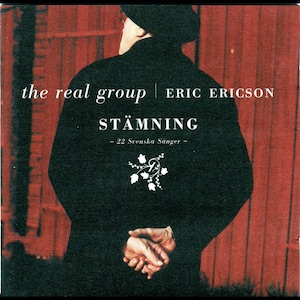 the real group | ERIC ERICSON
STÄMNING
– 22 Svenska Sånger –